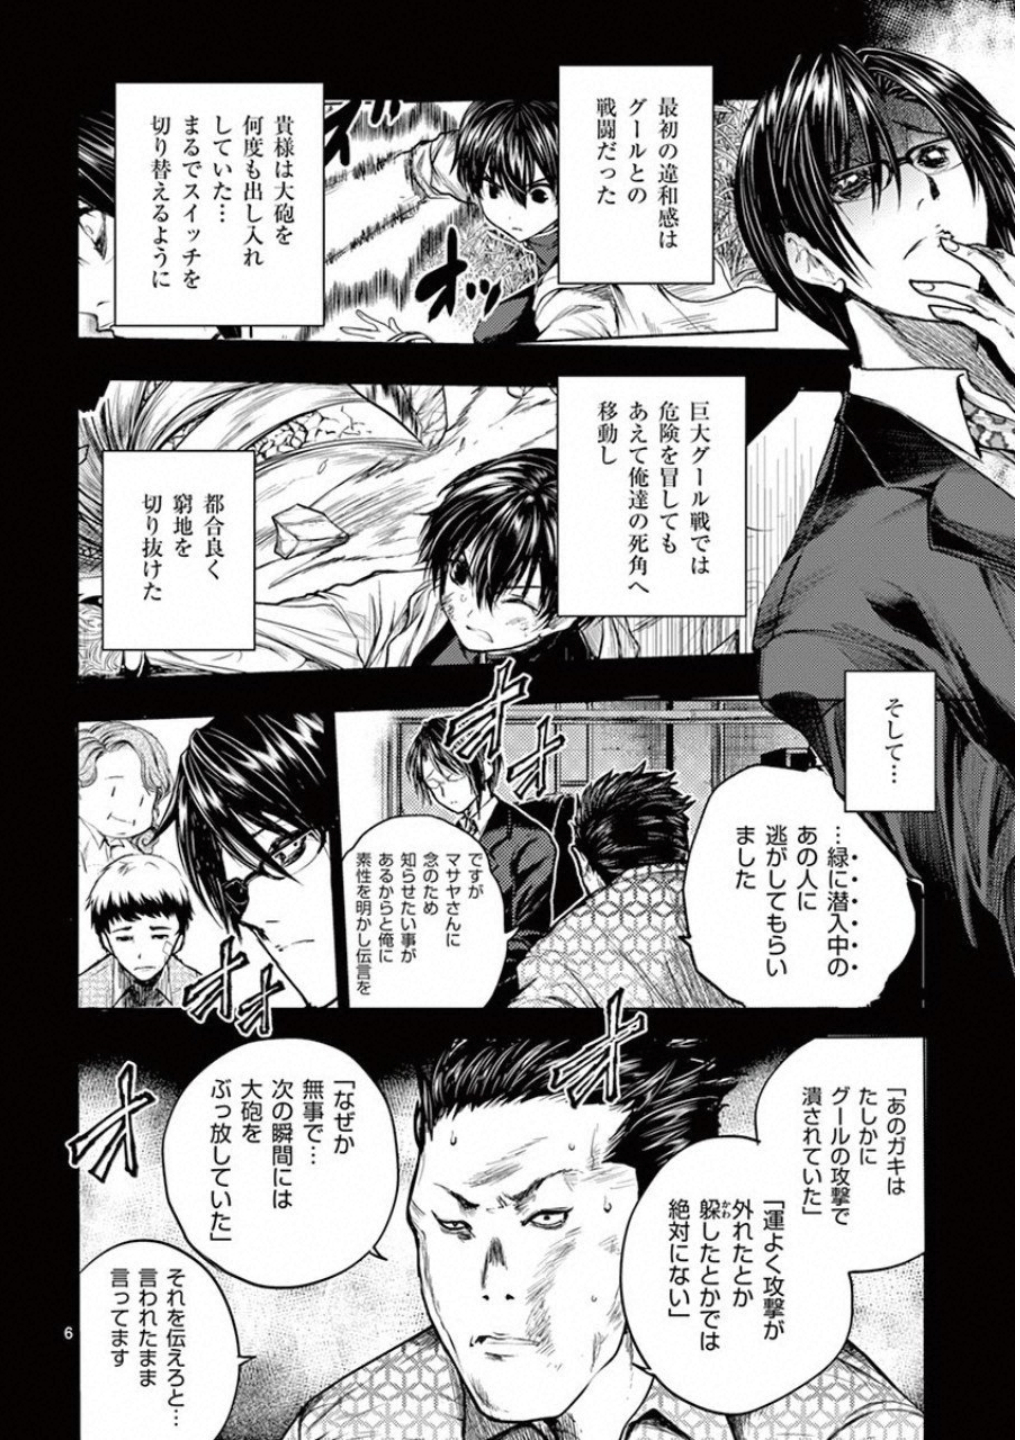 最初の違和感は
グールとの
戦闘だった
貴様は大砲を
何度も出し入れ
していた…
まるでスイッチを
切り替えるように
オッ
巨大グール戦では
危険を冒しても
あえて俺達の死角へ
移動し
都合良く
窮地を
切り抜けた
そして…
…緑に潜入中の
あの人に
逃がしてもらい
ました
オオ
ですが
マサヤさんに
念のため
知らせたい事が
あるからと俺に
素性を明かし伝言を
オオ
「あのガキは
たしかに
グールの攻撃で
潰されていた」
「運よく攻撃が
外れたとか
躱したとかでは
かわ
絶対にない」
オ
「なぜか
無事で…
次の瞬間には
大砲を
ぶっ放していた」
オ
それを伝えろと…
言われたまま
言ってます
6